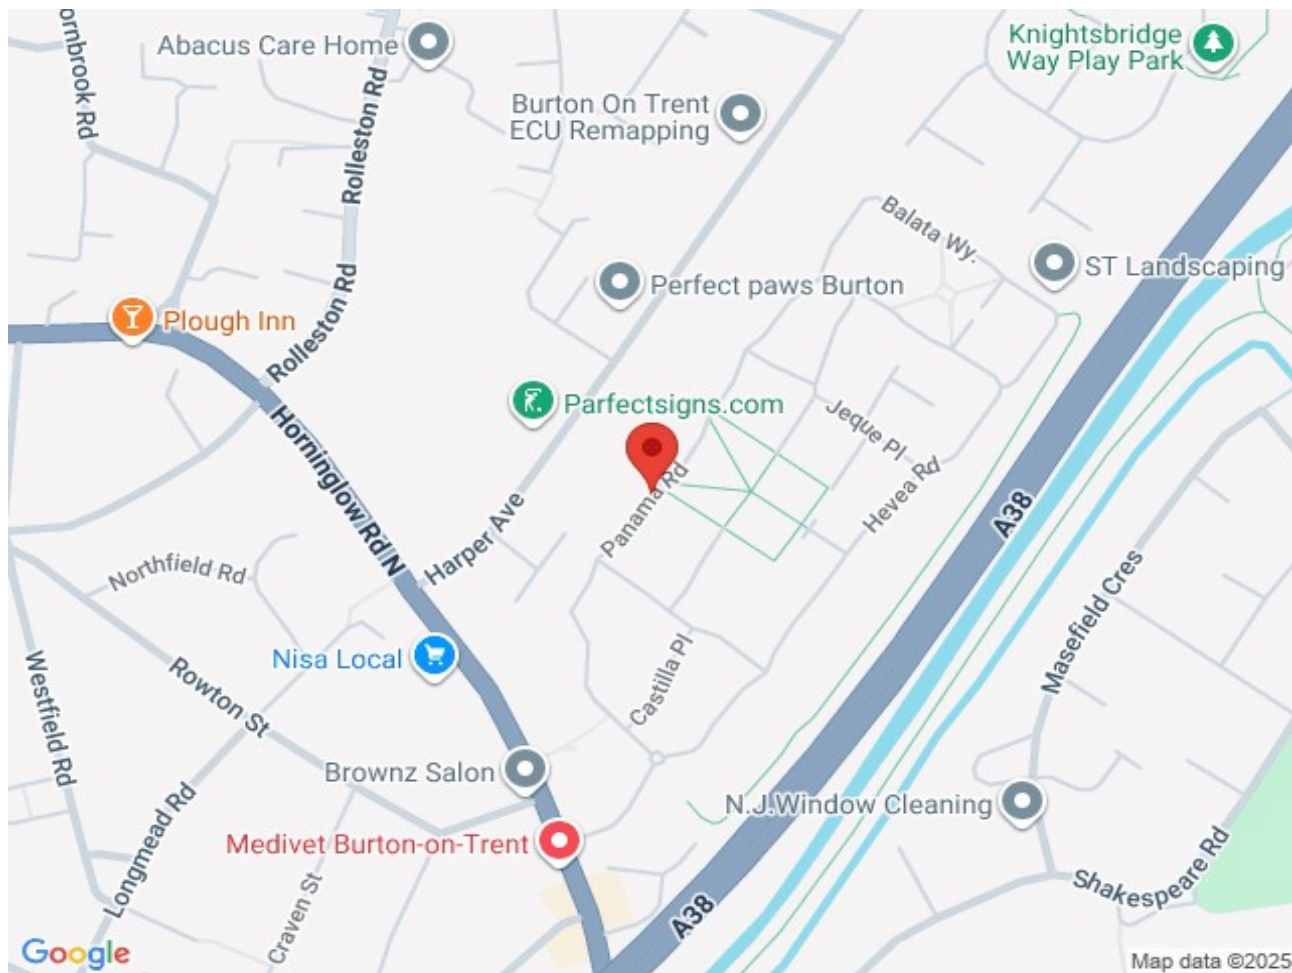 ornbrook Rd
Abacus Care Home
Rolleston Rd
Knightsbridge
Way Play Park
Burton On Trent
ECU Remapping
Balata Wy.
ST Landscaping
Rolleston Rd
Perfect paws Burton
Plough Inn
Parfectsigns.com
Jeque Pl
Horninglow Rd N
Panama Rd
Hevea Rd
A38
Harper Ave
Northfield Rd
Masefield Cres
Nisa Local
Westfield Rd
Rowton St
Castilla Pl
Brownz Salon
N.J.Window Cleaning
Medivet Burton-on-Trent
Longmead Rd
Craven St
Shakespeare Rd
A38
Google
Map data ©2025